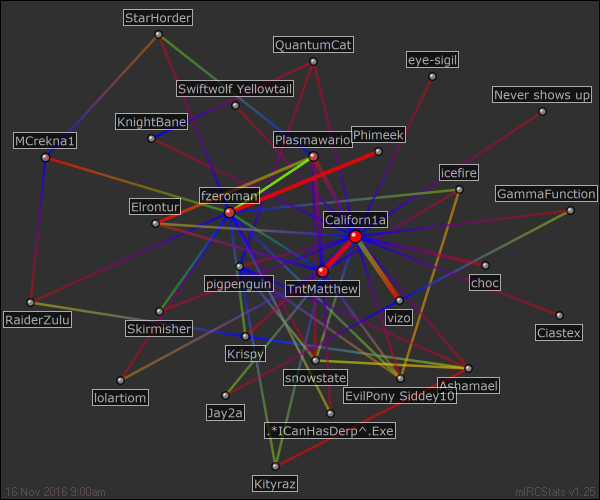 StarHorder
QuantumCat
eye-sigil
Swiftwolf Yellowtail
Never shows up
KnightBane
MCrekna1
Plasmawario
Phimeek
icefire
fzeroman
GammaFunction
Elrontur
Californ1a
pigpenguin
TntMatthew
choc
RaiderZulu
Skirmisher
vizo
Ciastex
Krispy
snowstate
Ashamael
lolartiom
EvilPony Siddey10
Jay2a
.*ICanHasDerp^.Exe
Kityraz
16 Nov 2016 9:00am
mIRCStats v1.25